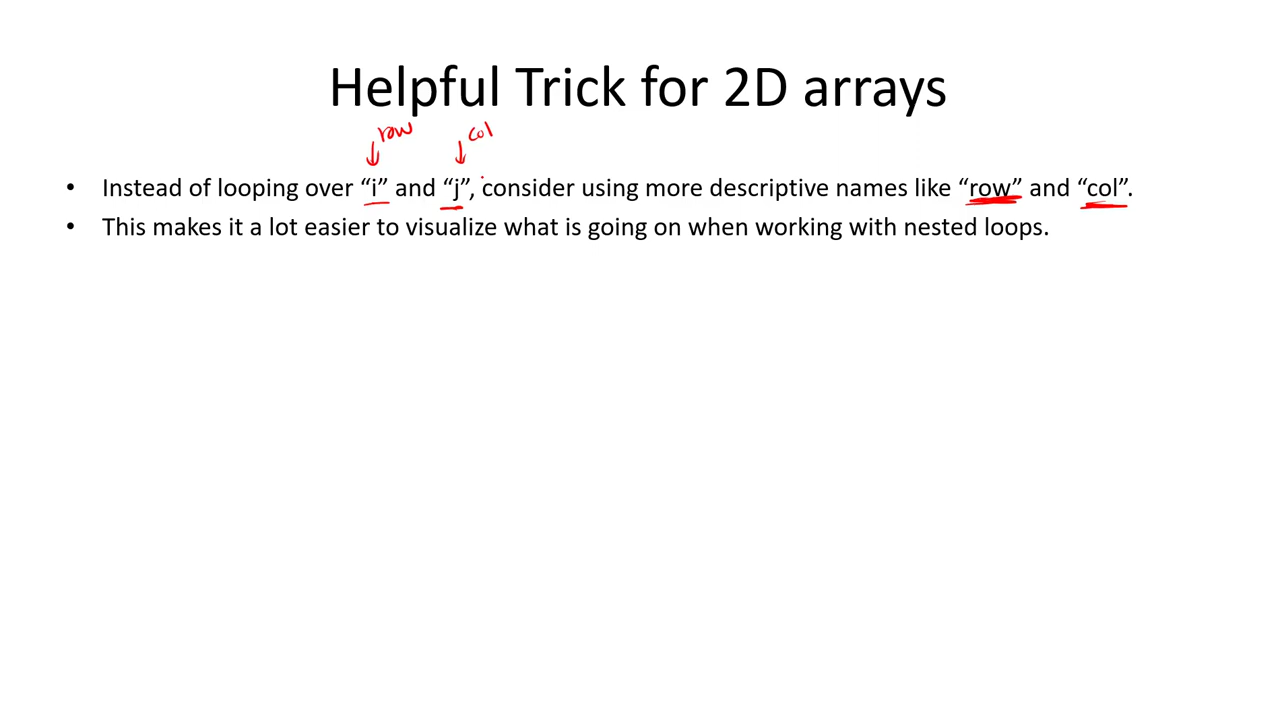 Helpful Trick for 2D arrays
row col
• Instead of looping over “i” and “j”, consider using more descriptive names like “row” and “col”.
• This makes it a lot easier to visualize what is going on when working with nested loops.